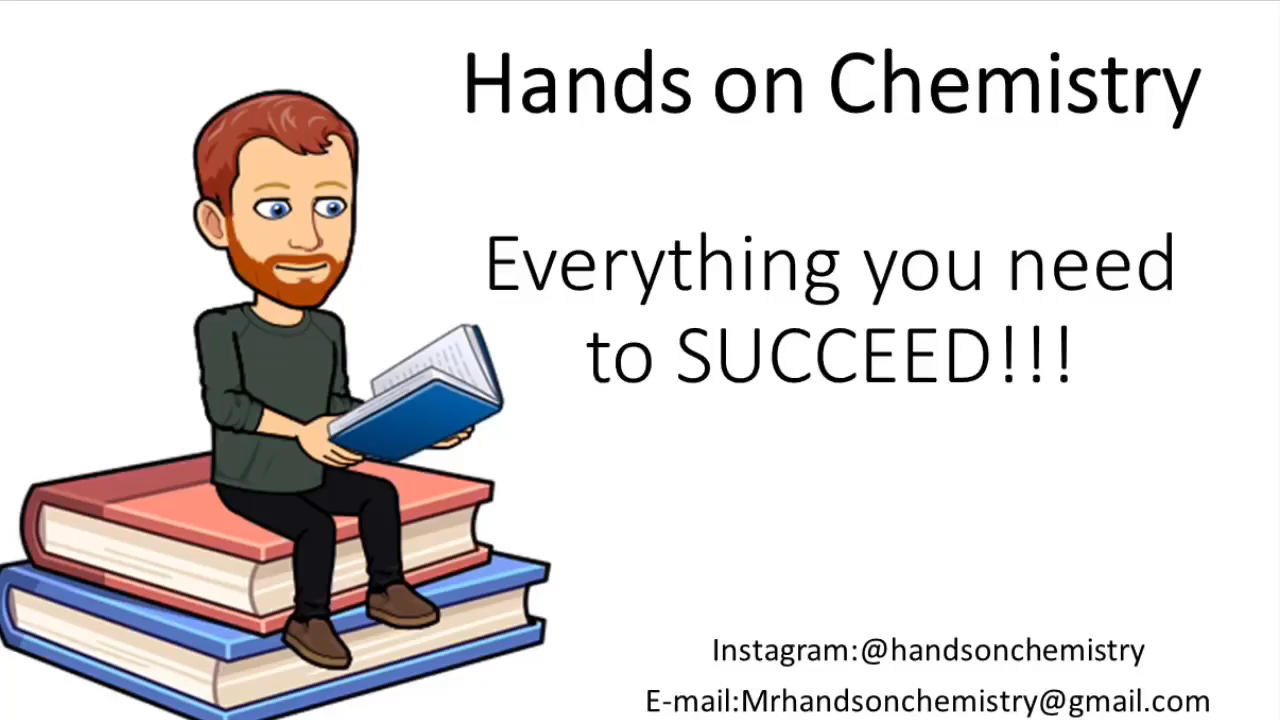 Hands on Chemistry
Everything you need
to SUCCEED!!!
Instagram:@handsonchemistry
E-mail:Mrhandsonchemistry@gmail.com